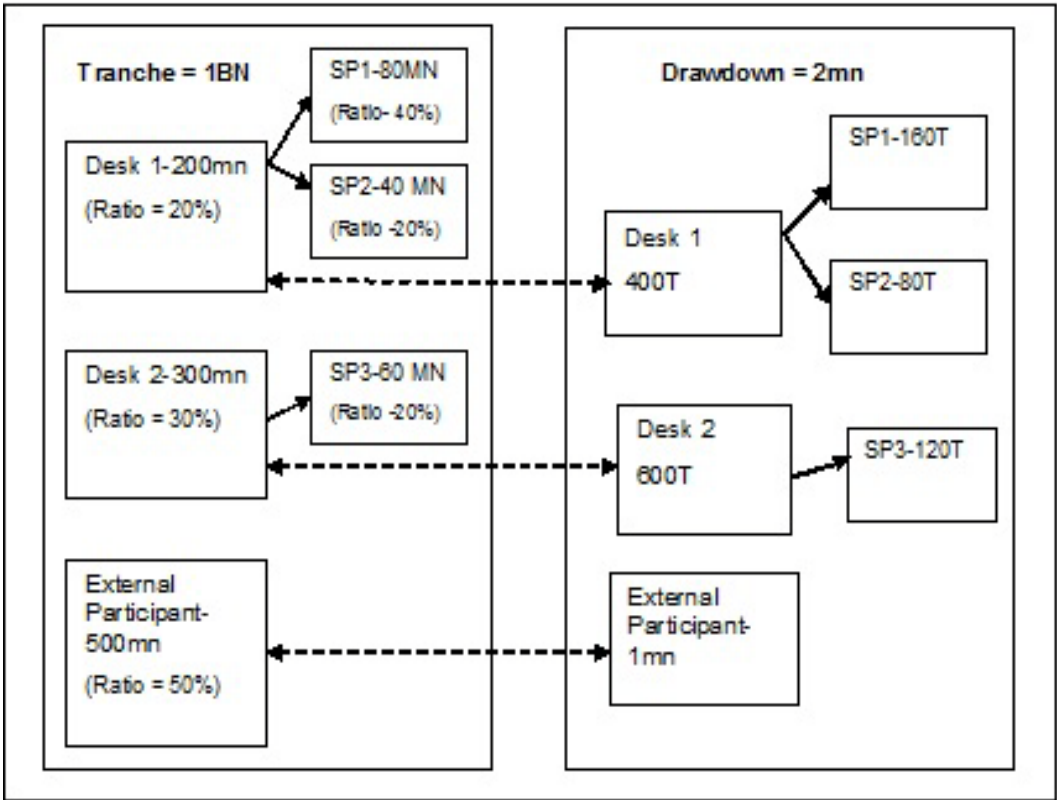 Tranche = 1BN
SP1-80MN
(Ratio- 40%)
Desk 1-200mn
(Ratio = 20%)
SP2-40 MN
(Ratio -20%)
Desk 2-300mn
(Ratio = 30%)
SP3-60 MN
(Ratio -20%)
External
Participant-
500mn
(Ratio = 50%)
Drawdown = 2mn
SP1-160T
Desk 1
400T
SP2-80T
Desk 2
600T
SP3-120T
External
Participant-
1mn